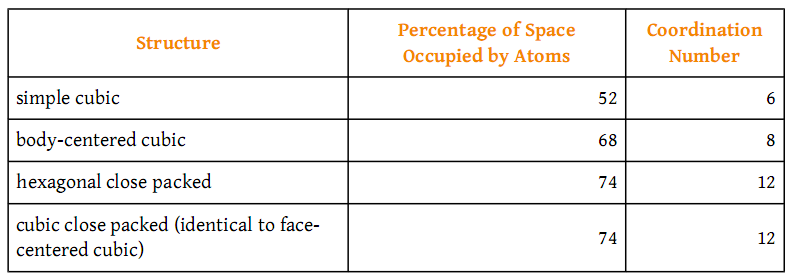 Structure
Percentage of Space
Occupied by Atoms
Coordination
Number
simple cubic 52 6
body-centered cubic 68 8
hexagonal close packed 74 12
cubic close packed (identical to face-
centered cubic) 74 12